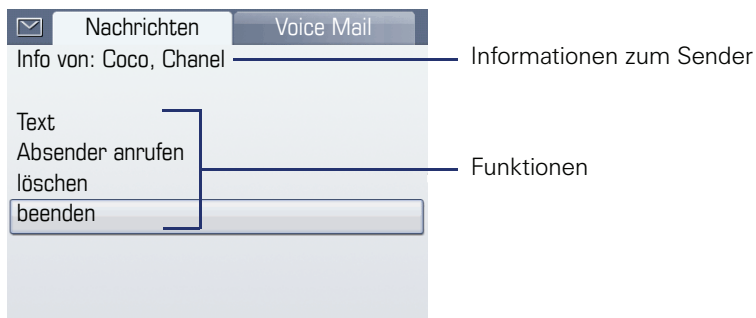 Nachrichten
Voice Mail
Info von: Coco, Chanel
Informationen zum Sender
Text
Absender anrufen
löschen
beenden
Funktionen